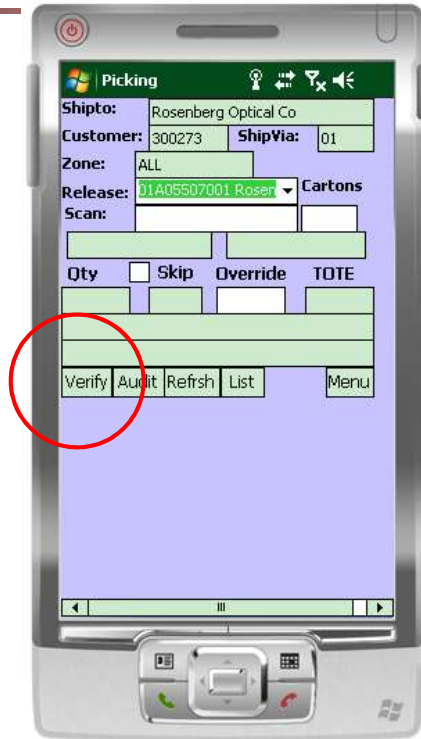 Picking
Shipto: Rosenberg Optical Co
Customer: 300273 ShipVia: 01
Zone: ALL
Release: 01A05507001 Rosen Cartons
Scan:
Qty Skip Override TOTE
Verify Audit Refrsh List Menu